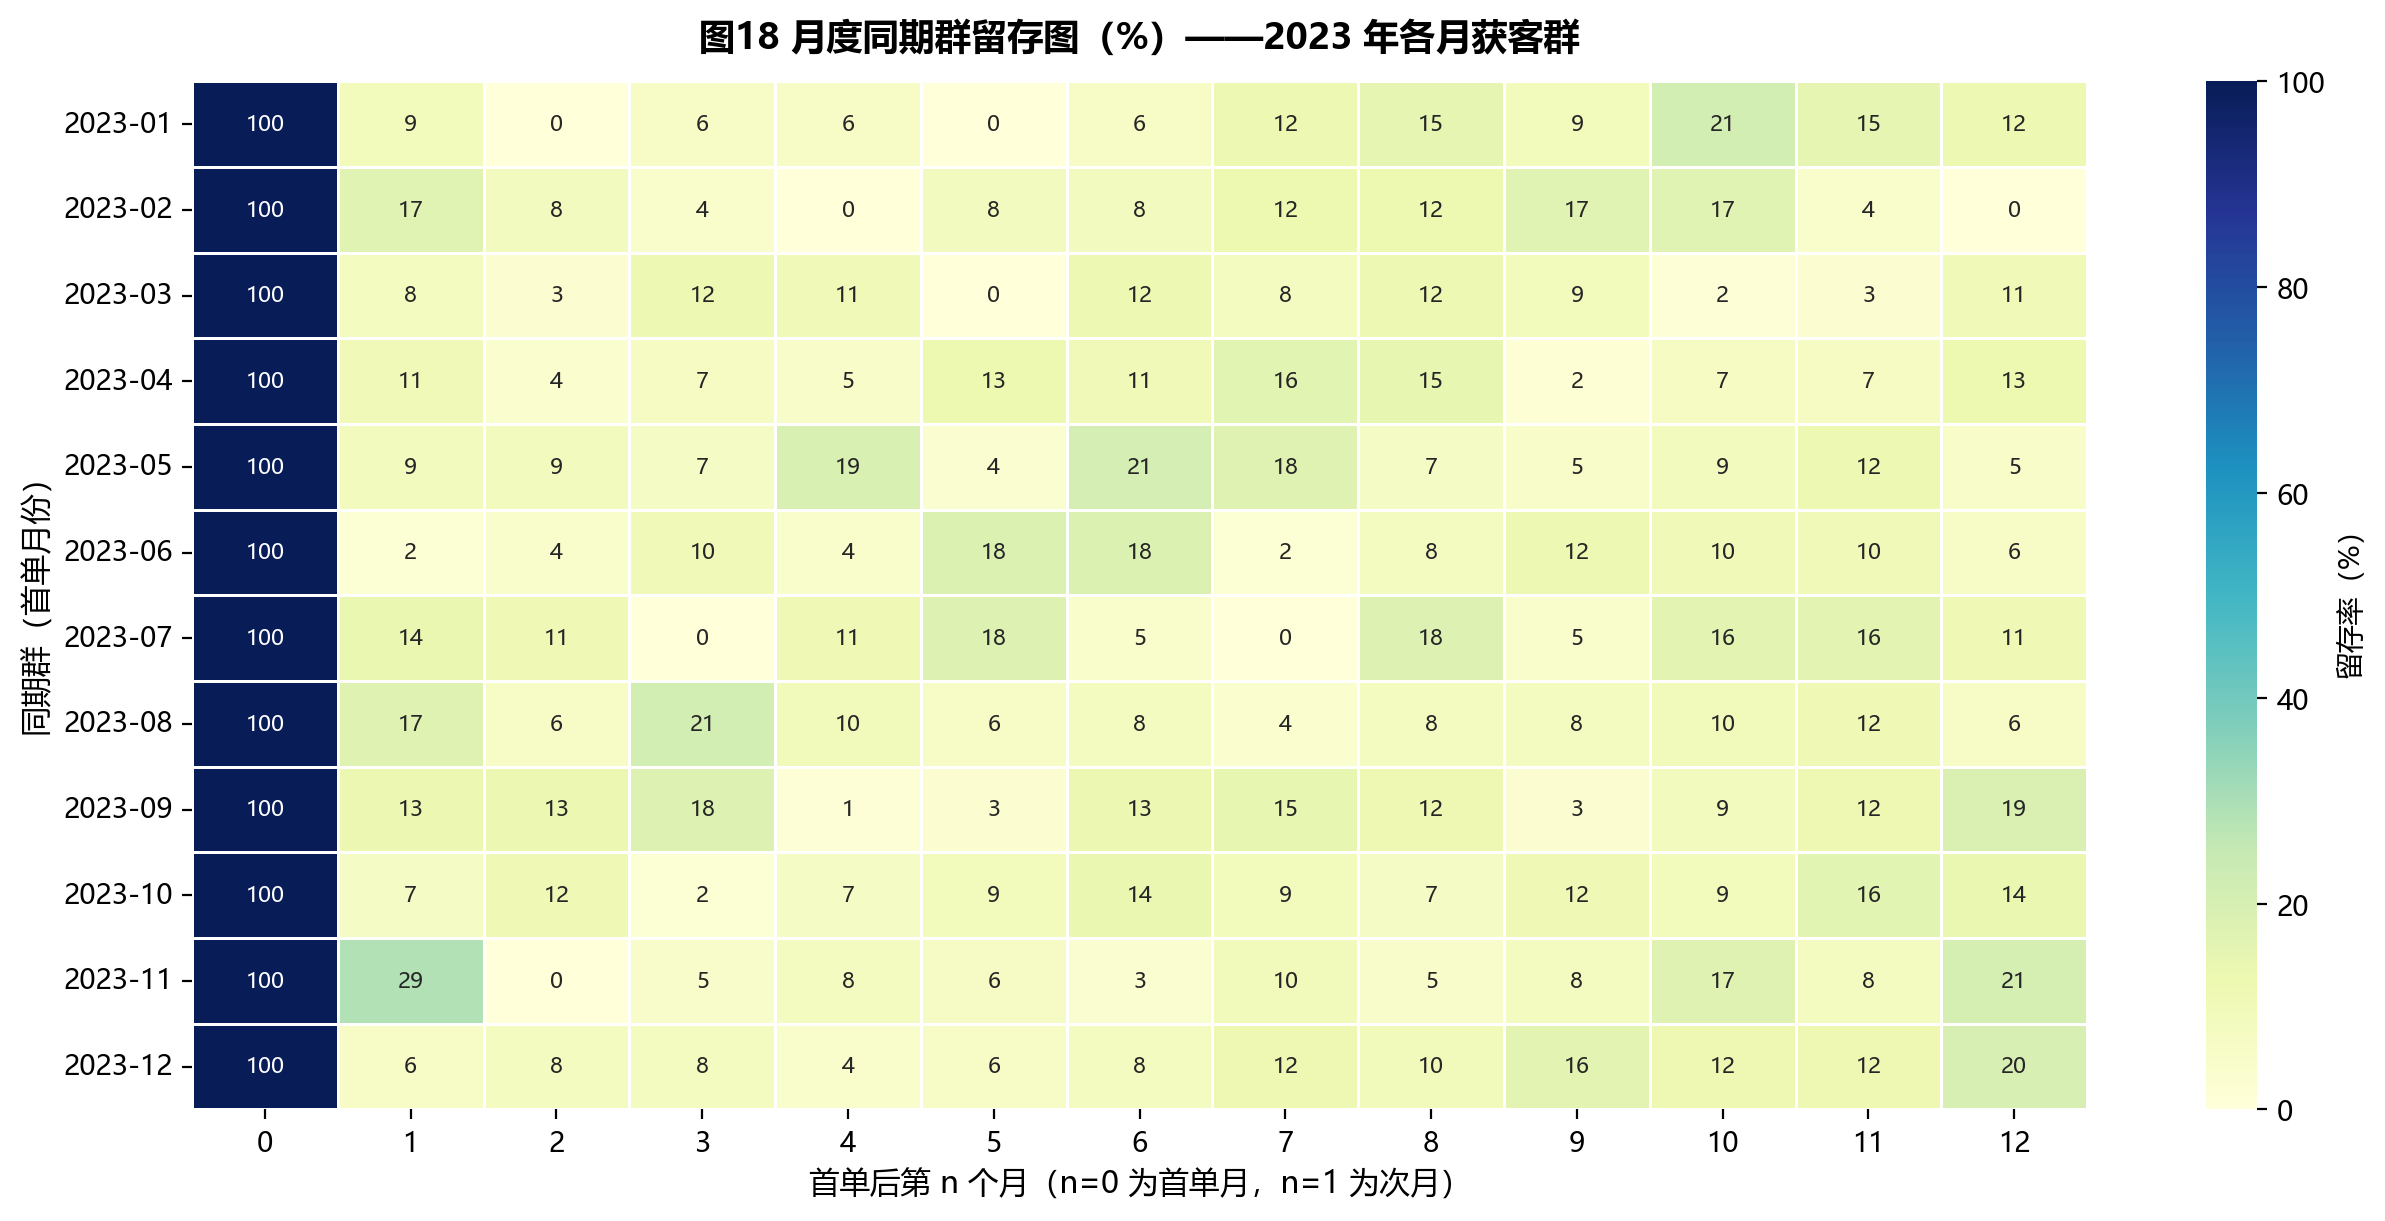 图18 月度同期群留存图（%）——2023 年各月获客群
同期群（首单月份）
2023-01 100 9 0 6 6 0 6 12 15 9 21 15 12
2023-02 100 17 8 4 0 8 8 12 12 17 17 4 0
2023-03 100 8 3 12 11 0 12 8 12 9 2 3 11
2023-04 100 11 4 7 5 13 11 16 15 2 7 7 13
2023-05 100 9 9 7 19 4 21 18 7 5 9 12 5
2023-06 100 2 4 10 4 18 18 2 8 12 10 10 6
2023-07 100 14 11 0 11 18 5 0 18 5 16 16 11
2023-08 100 17 6 21 10 6 8 4 8 8 10 12 6
2023-09 100 13 13 18 1 3 13 15 12 3 9 12 19
2023-10 100 7 12 2 7 9 14 9 7 12 9 16 14
2023-11 100 29 0 5 8 6 3 10 5 8 17 8 21
2023-12 100 6 8 8 4 6 8 12 10 16 12 12 20
0 1 2 3 4 5 6 7 8 9 10 11 12
首单后第 n 个月（n=0 为首单月，n=1 为次月）
100
80
60
40
20
0
留存率（%）